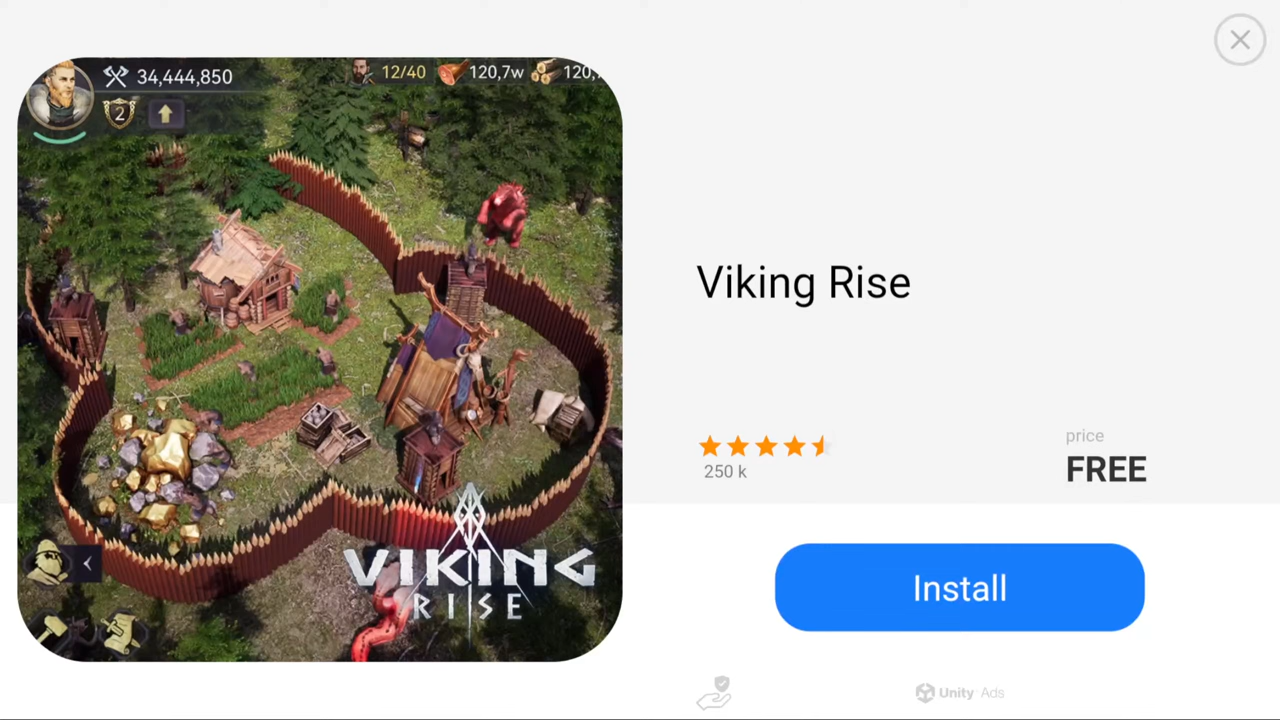 34,444,850
12/40
120,7w
2
VIKING
RISE
Viking Rise
250 k
price
FREE
Install
Unity Ads